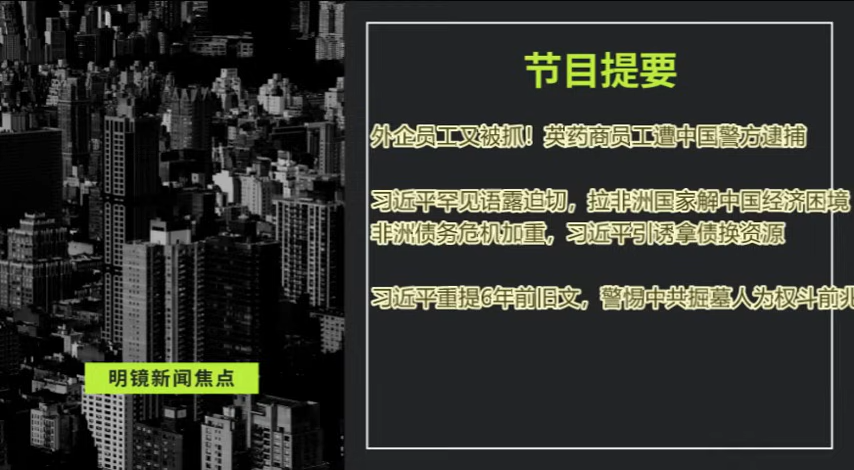 节目提要
外企员工又被抓！英药商员工遭中国警方逮捕
习近平罕见语露迫切，拉非洲国家解中国经济困境
非洲债务危机加重，习近平引诱拿债换资源
习近平重提6年前旧文，警惕中共掘墓人为权斗前兆
明镜新闻焦点